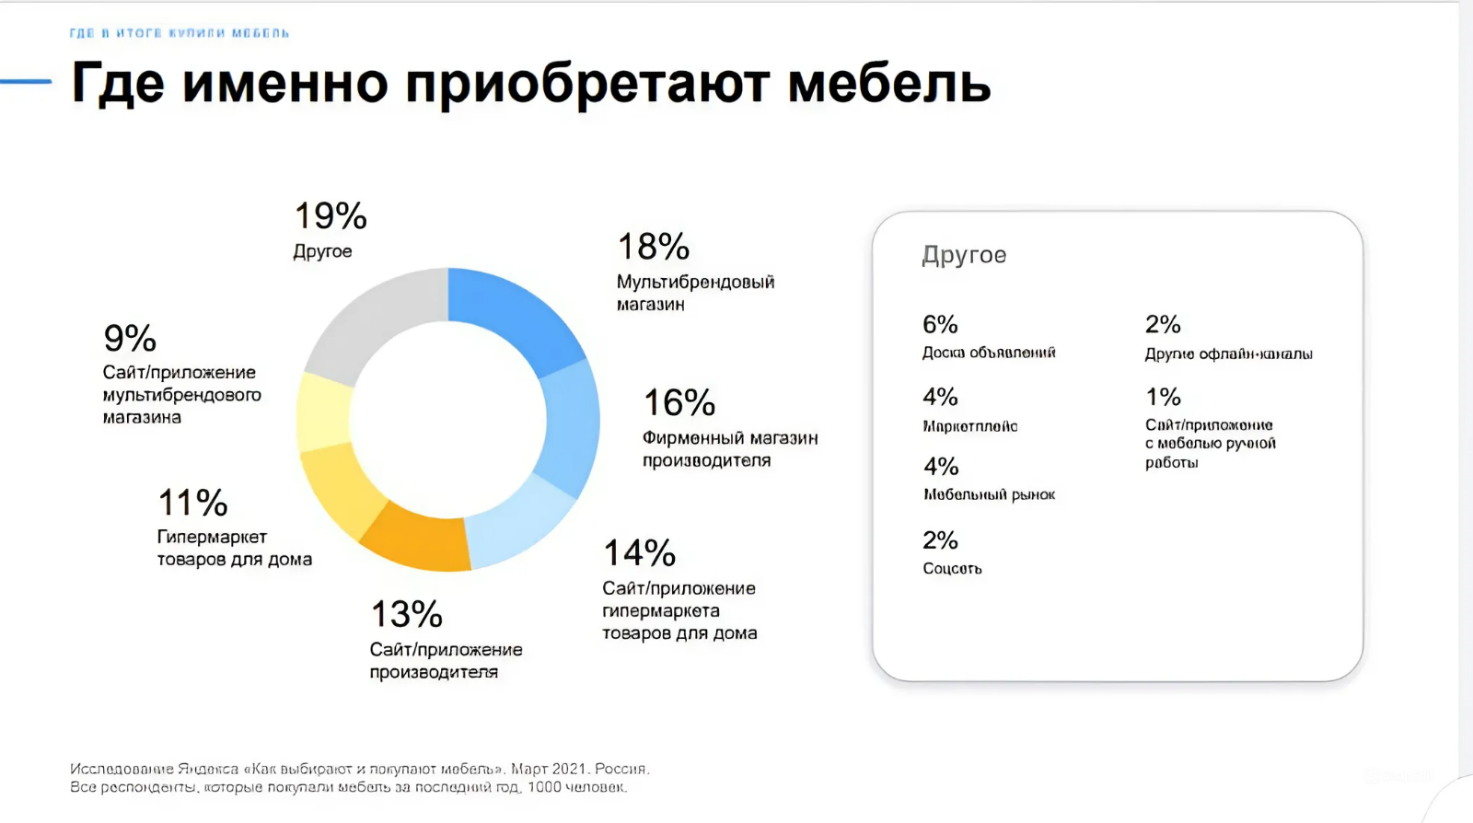 ГДЕ В ИТОГЕ КУПИЛИ МЕБЕЛЬ
Где именно приобретают мебель
19%
Другое
18%
Мультибрендовый
магазин
9%
Сайт/приложение
мультибрендового
магазина
16%
Фирменный магазин
производителя
11%
Гипермаркет
товаров для дома
14%
Сайт/приложение
гипермаркета
товаров для дома
13%
Сайт/приложение
производителя
Другое
6%
Доска объявлений
4%
Маркетплейс
4%
Мебельный рынок
2%
Соцсеть
2%
Другие офлайн-каналы
1%
Сайт/приложение
с мебелью ручной
работы
Исследование Яндекса «Как выбирают и покупают мебель». Март 2021. Россия.
Все респонденты, которые покупали мебель за последний год, 1000 человек.